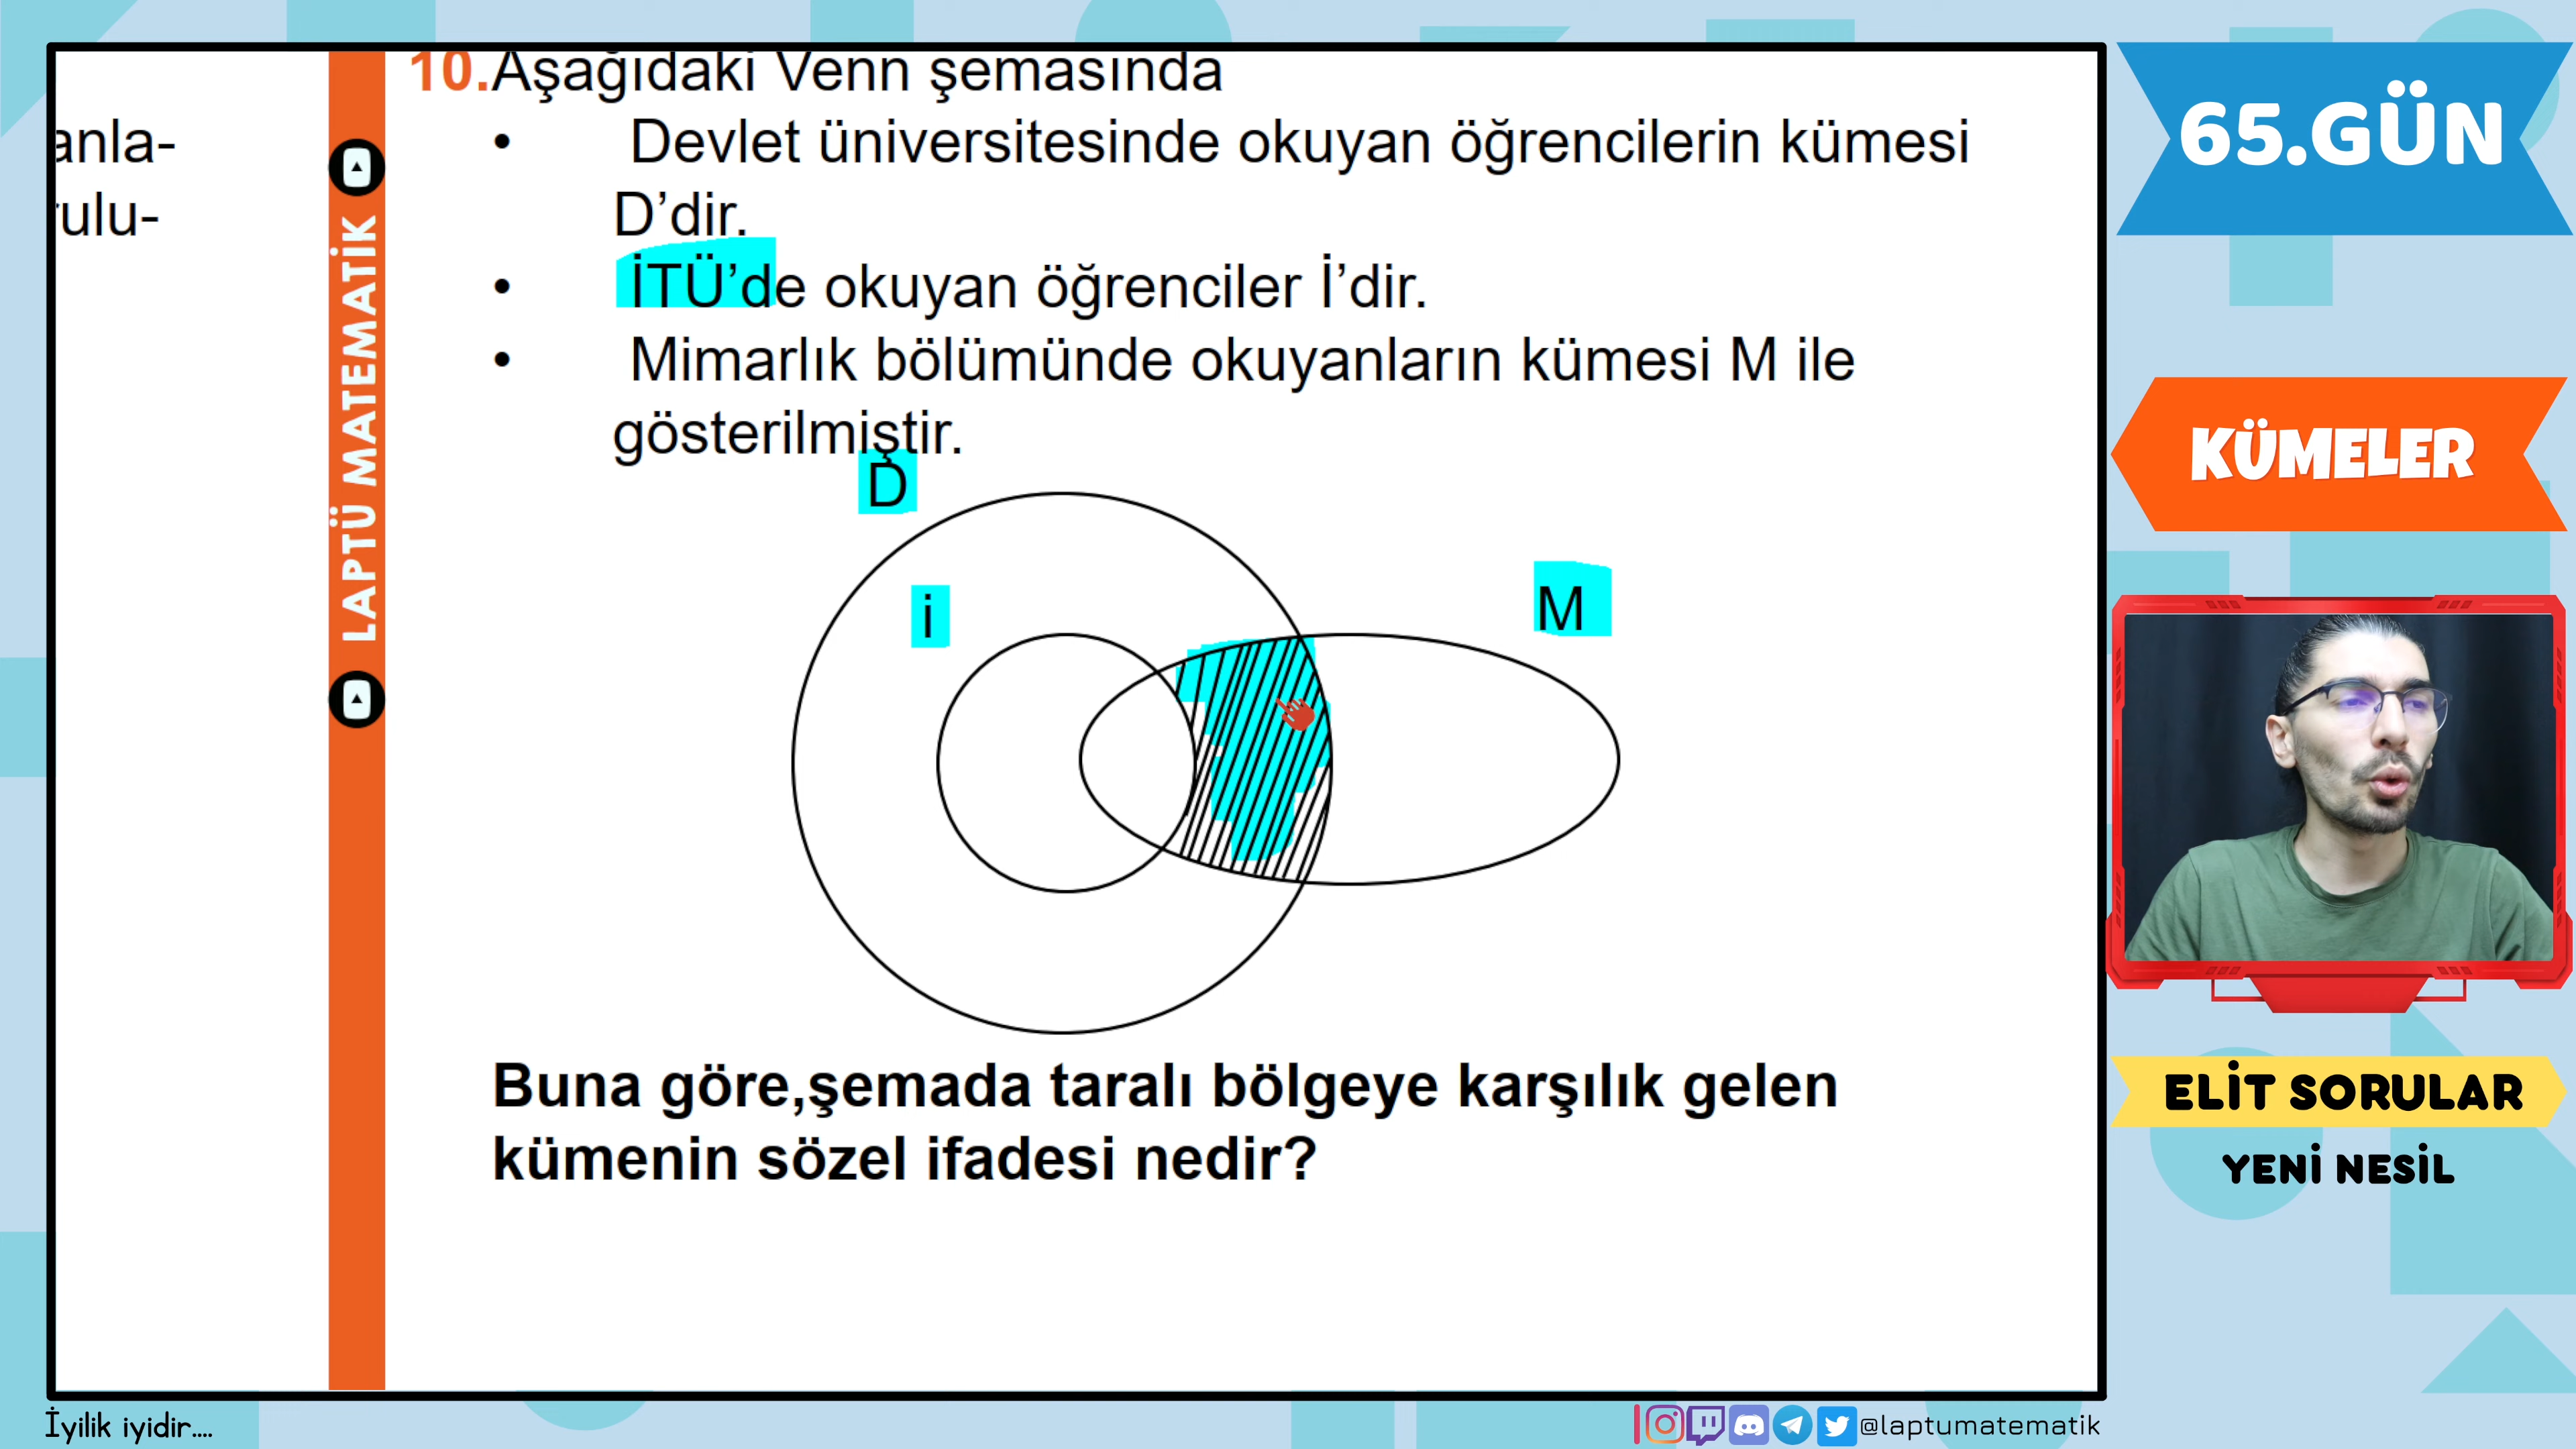 10.Aşağıdaki Venn şemasında
• Devlet üniversitesinde okuyan öğrencilerin kümesi
D’dir.
• İTÜ’de okuyan öğrenciler İ’dir.
• Mimarlık bölümünde okuyanların kümesi M ile
gösterilmiştir.
D
İ
M
Buna göre,şemada taralı bölgeye karşılık gelen
kümenin sözel ifadesi nedir?
anla-
rulu-
LAPTÜ MATEMATİK
65.GÜN
KÜMELER
ELİT SORULAR
YENİ NESİL
İyilik iyidir....
@laptumatematik